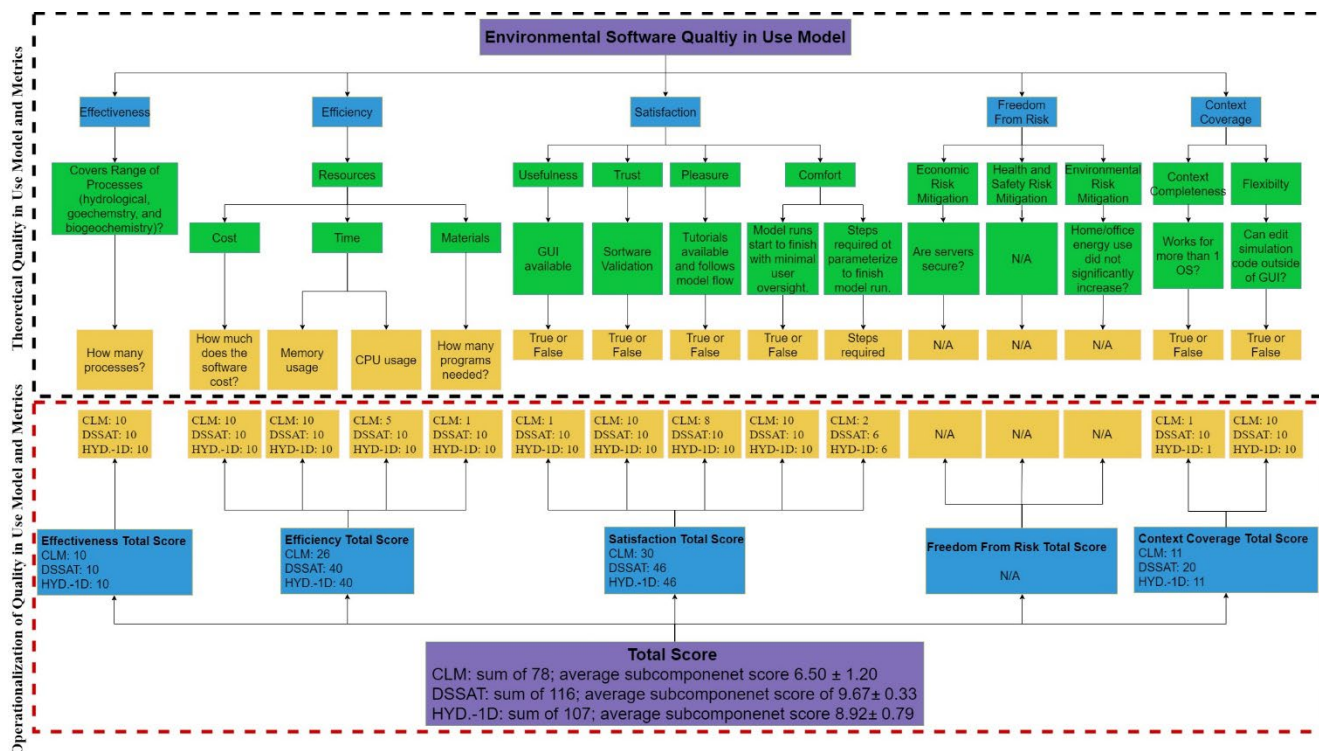 Environmental Software Qualtiy in Use Model
Theoretical Quality in Use Model and Metrics
Effectiveness
Efficiency
Satisfaction
Freedom
From Risk
Context
Coverage
Covers Range of
Processes
(hydrological,
goechemstry, and
biogeochemistry)?
Resources
Usefulness
Trust
Pleasure
Comfort
Economic
Risk
Mitigation
Health and
Safety Risk
Mitigation
Environmental
Risk
Mitigation
Context
Completeness
Flexibilty
Cost
Time
Materials
GUI
available
Sortware
Validation
Tutorials
available
and follows
model flow
Model runs
start to finish
with minimal
user
oversight.
Steps
required ot
parameterize
to finish
model run.
Are servers
secure?
N/A
Home/office
energy use
did not
significantly
increase?
Works for
more than 1
OS?
Can edit
simulation
code outside
of GUI?
How many
processes?
How much
does the
software
cost?
Memory
usage
CPU usage
How many
programs
needed?
True or
False
True or
False
True or
False
True or
False
Steps
required
N/A
N/A
N/A
True or
False
True or
False
Operationalization of Quality in Use Model and Metrics
CLM: 10
DSSAT: 10
HYD.-1D: 10
CLM: 10
DSSAT: 10
HYD.-1D: 10
CLM: 10
DSSAT: 10
HYD.-1D: 10
CLM: 5
DSSAT: 10
HYD-1D: 10
CLM: 1
DSSAT: 10
HYD-1D: 10
CLM: 1
DSSAT: 10
HYD-1D: 10
CLM: 10
DSSAT: 10
HYD-1D: 10
CLM: 8
DSSAT:10
HYD-1D: 10
CLM: 10
DSSAT: 10
HYD-1D: 10
CLM: 2
DSSAT: 6
HYD-1D: 6
N/A
N/A
N/A
CLM: 1
DSSAT: 10
HYD-1D: 1
CLM: 10
DSSAT: 10
HYD-1D: 10
Effectiveness Total Score
CLM: 10
DSSAT: 10
HYD.-1D: 10
Efficiency Total Score
CLM: 26
DSSAT: 40
HYD.-1D: 40
Satisfaction Total Score
CLM: 30
DSSAT: 46
HYD.-1D: 46
Freedom From Risk Total Score
N/A
Context Coverage Total Score
CLM: 11
DSSAT: 20
HYD.-1D: 11
Total Score
CLM: sum of 78; average subcomponenet score 6.50 ± 1.20
DSSAT: sum of 116; average subcomponenet score of 9.67± 0.33
HYD.-1D: sum of 107; average subcomponenet score 8.92± 0.79